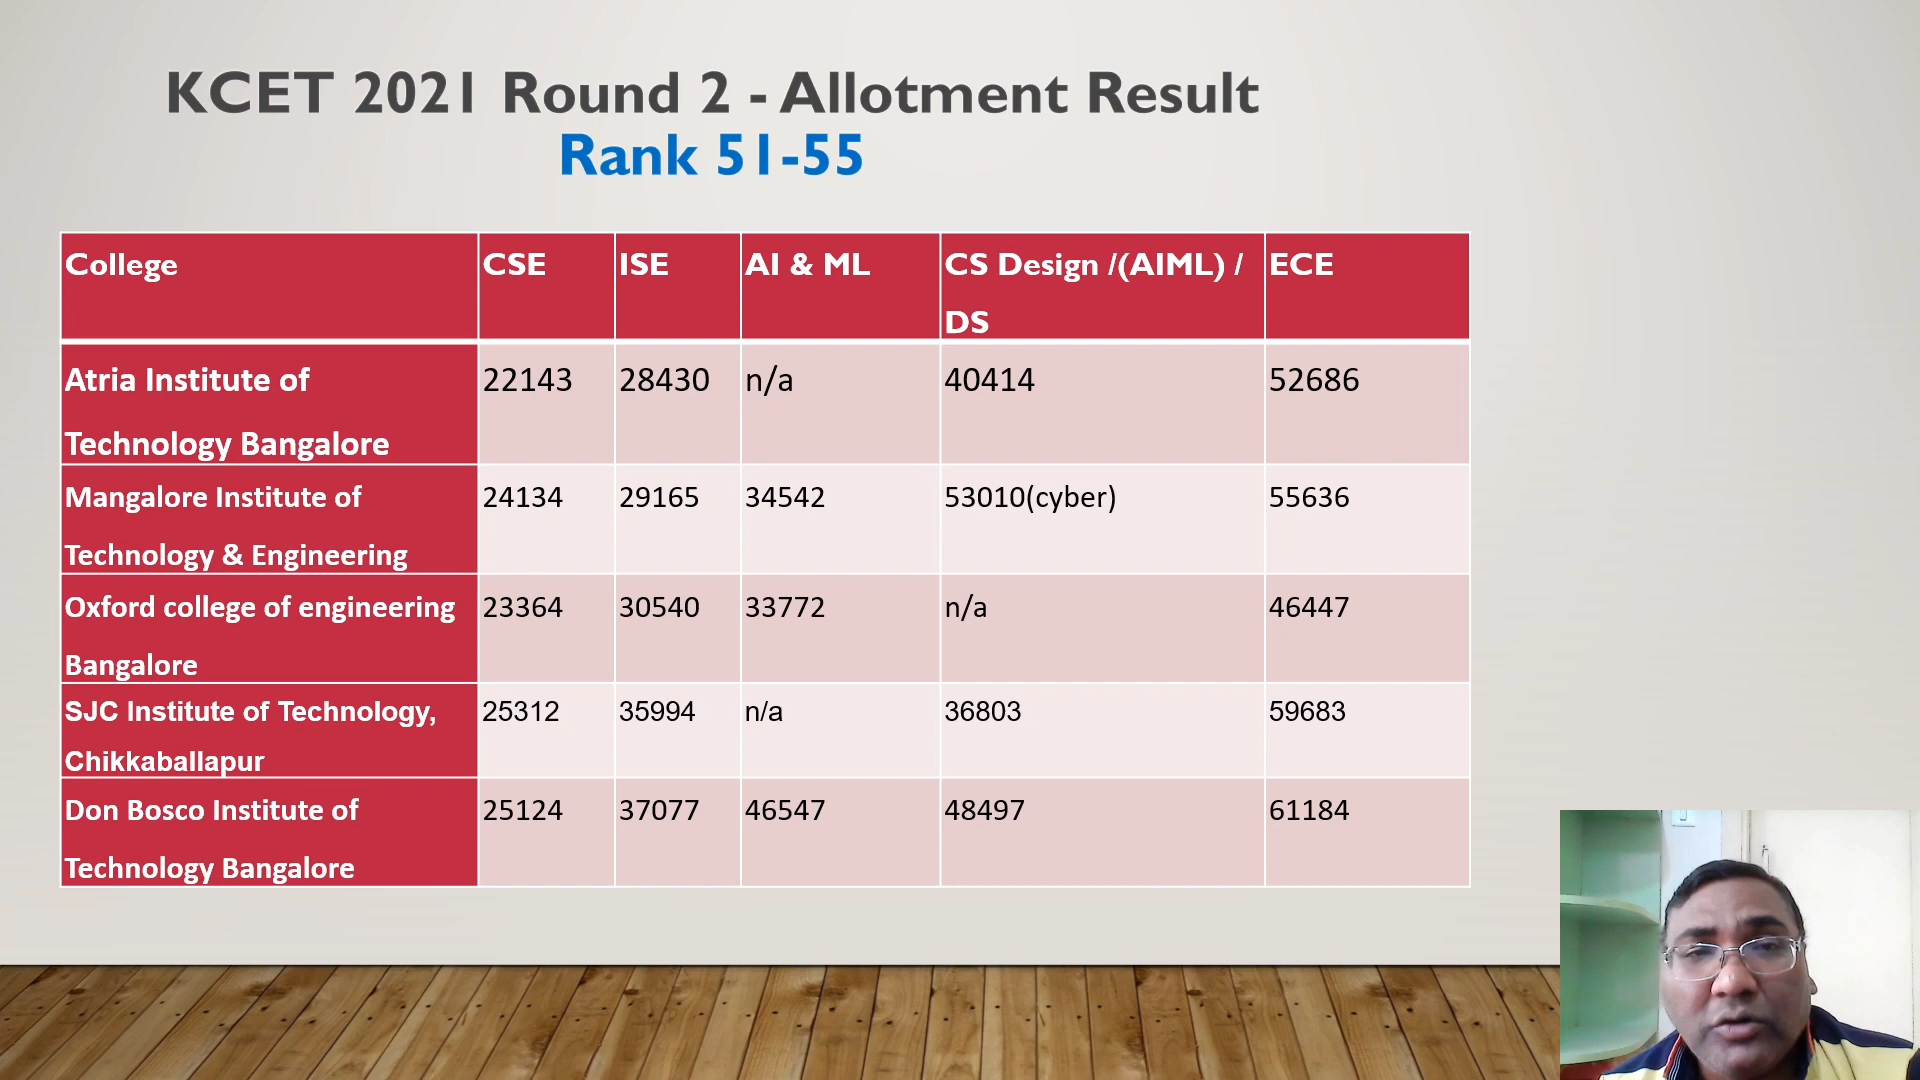 KCET 2021 Round 2 - Allotment Result
Rank 51-55
College CSE ISE AI & ML CS Design /(AIML) / DS ECE
Atria Institute of Technology Bangalore 22143 28430 n/a 40414 52686
Mangalore Institute of Technology & Engineering 24134 29165 34542 53010(cyber) 55636
Oxford college of engineering Bangalore 23364 30540 33772 n/a 46447
SJC Institute of Technology, Chikkaballapur 25312 35994 n/a 36803 59683
Don Bosco Institute of Technology Bangalore 25124 37077 46547 48497 61184